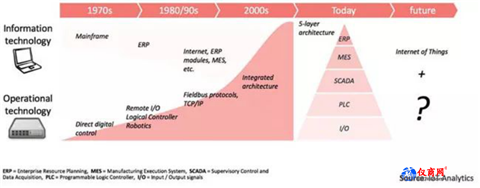 1970s
1980/90s
2000s
Today
future
Information
technology
Operational
technology
Mainframe
ERP
Internet, ERP
modules, MES,
etc.
Integrated
architecture
Fieldbus protocols,
TCP/IP
Remote I/O
Logical Controller
Robotics
Direct digital
control
5-layer
architecture
ERP
MES
SCADA
PLC
I/O
Internet of Things
+
?
ERP = Enterprise Resource Planning, MES = Manufacturing Execution System, SCADA = Supervisory Control and
Data Acquisition, PLC = Programmable Logic Controller, I/O = Input / Output signals
Source: IoT Analytics
仪商网